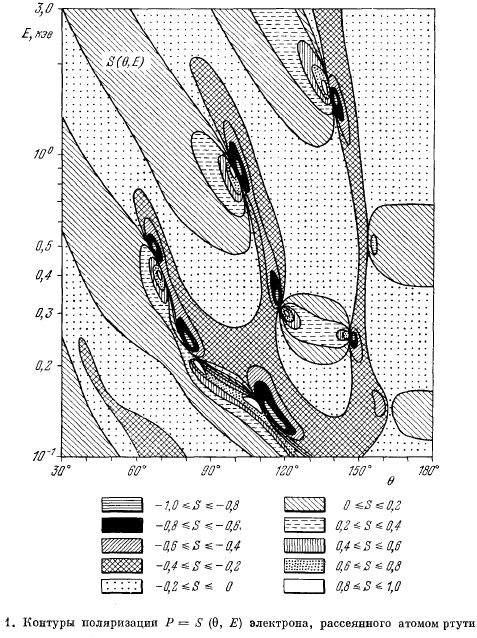 3,0
E, кэв
S(θ,E)
10⁰
0,5
0,4
0,3
0,2
10⁻¹
30° 60° 90° 120° 150° 180°
θ
−1,0 ≤ S ≤ −0,8 0 ≤ S ≤ 0,2
−0,8 ≤ S ≤ −0,6 0,2 ≤ S ≤ 0,4
−0,6 ≤ S ≤ −0,4 0,4 ≤ S ≤ 0,6
−0,4 ≤ S ≤ −0,2 0,6 ≤ S ≤ 0,8
−0,2 ≤ S ≤ 0 0,8 ≤ S ≤ 1,0
1. Контуры поляризации P = S (θ, E) электрона, рассеянного атомом ртути